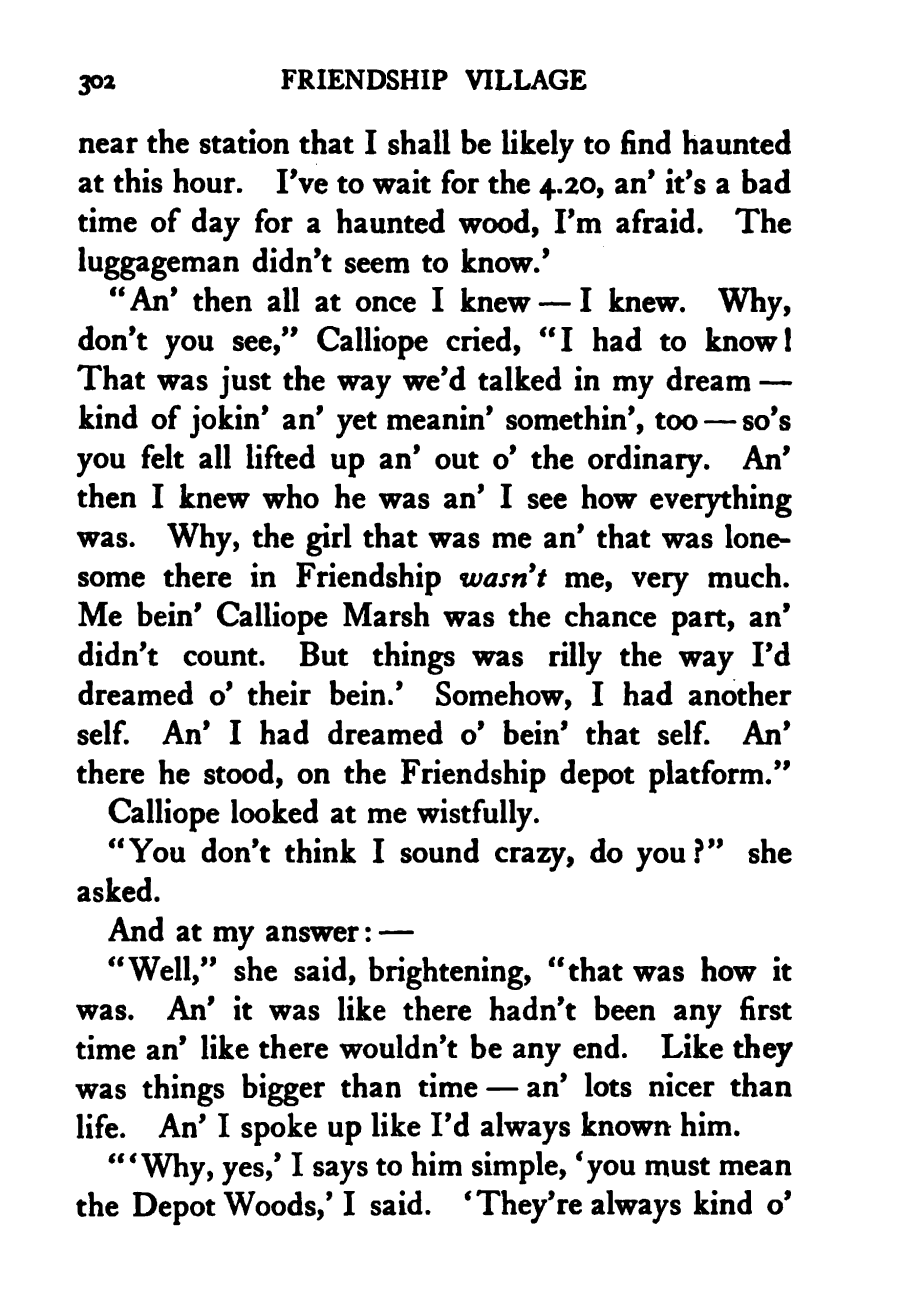 302 FRIENDSHIP VILLAGE
near the station that I shall be likely to find haunted
at this hour. I've to wait for the 4.20, an' it's a bad
time of day for a haunted wood, I'm afraid. The
luggageman didn't seem to know.'
"An' then all at once I knew — I knew. Why,
don't you see," Calliope cried, "I had to know!
That was just the way we'd talked in my dream —
kind of jokin' an' yet meanin' somethin', too — so's
you felt all lifted up an' out o' the ordinary. An'
then I knew who he was an' I see how everything
was. Why, the girl that was me an' that was lone-
some there in Friendship wasn't me, very much.
Me bein' Calliope Marsh was the chance part, an'
didn't count. But things was rilly the way I'd
dreamed o' their bein.' Somehow, I had another
self. An' I had dreamed o' bein' that self. An'
there he stood, on the Friendship depot platform."
Calliope looked at me wistfully.
"You don't think I sound crazy, do you?" she
asked.
And at my answer: —
"Well," she said, brightening, "that was how it
was. An' it was like there hadn't been any first
time an' like there wouldn't be any end. Like they
was things bigger than time — an' lots nicer than
life. An' I spoke up like I'd always known him.
"'Why, yes,' I says to him simple, 'you must mean
the Depot Woods,' I said. 'They're always kind o'